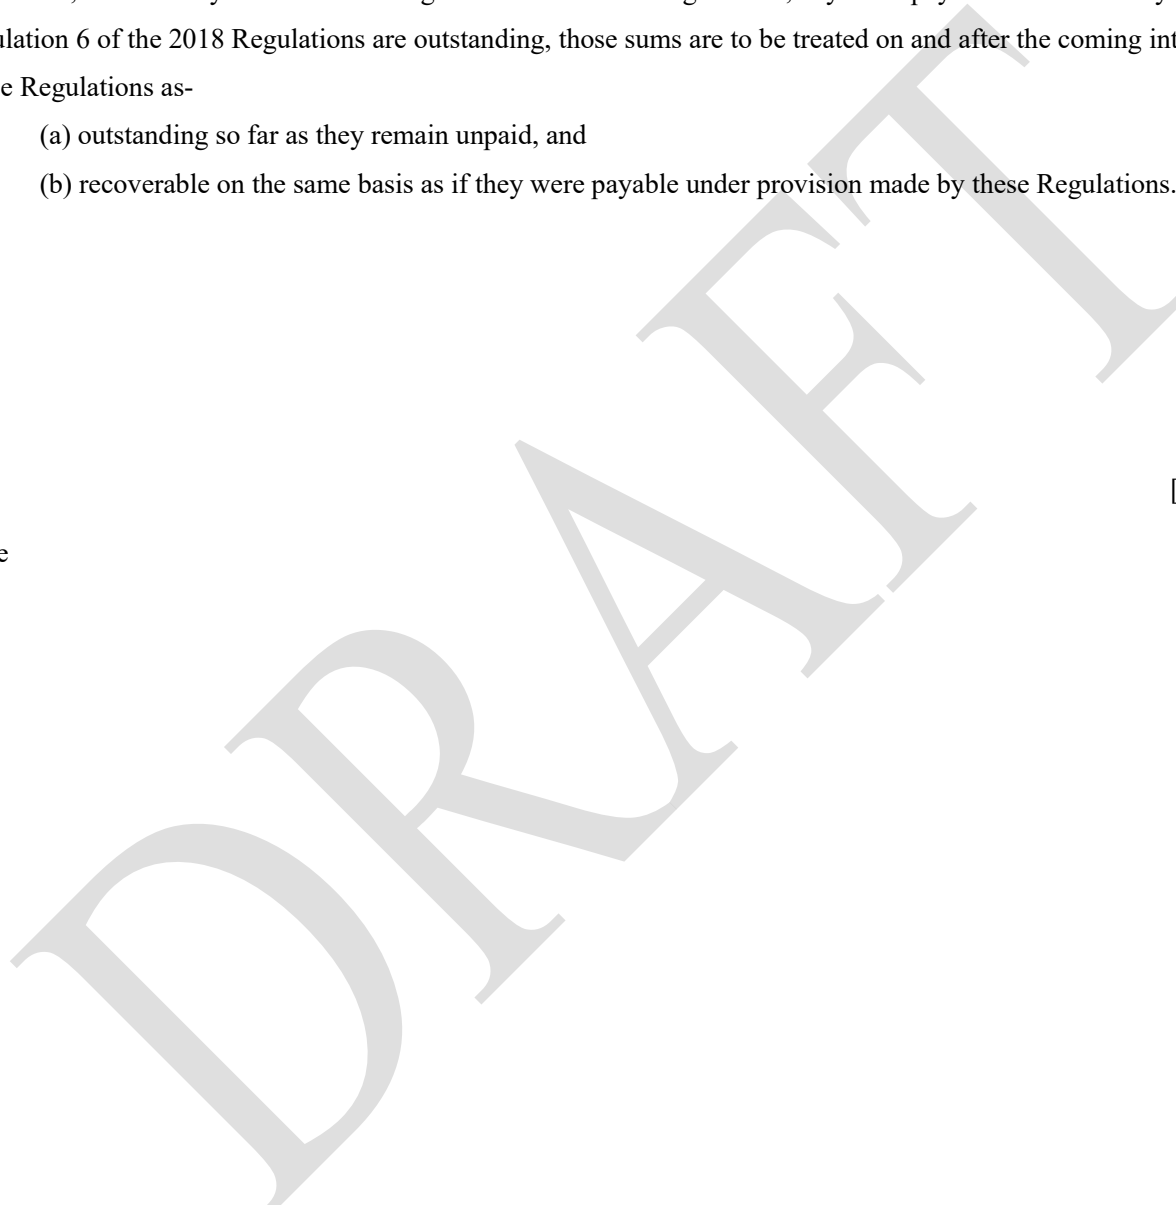 ulation 6 of the 2018 Regulations are outstanding, those sums are to be treated on and after the coming int
e Regulations as-
(a) outstanding so far as they remain unpaid, and
(b) recoverable on the same basis as if they were payable under provision made by these Regulations.
[
e
DRAFT